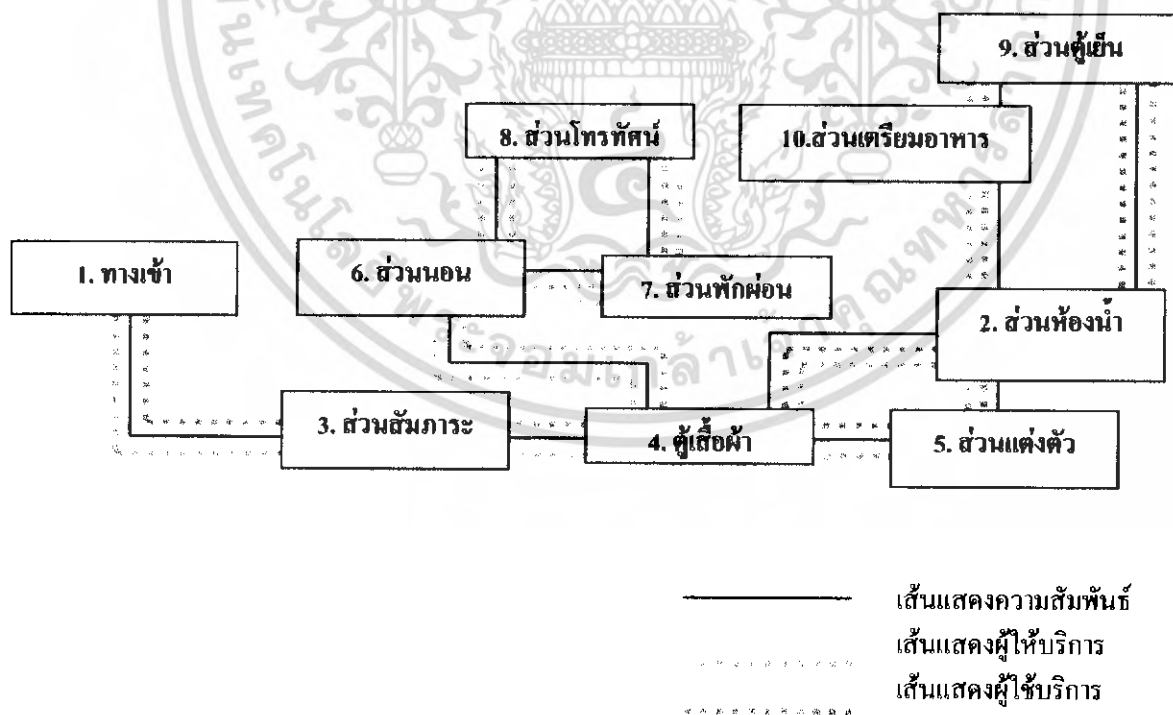 9. ส่วนตู้เย็น
8. ส่วนโทรทัศน์
10.ส่วนเตรียมอาหาร
1. ทางเข้า
6. ส่วนนอน
7. ส่วนพักผ่อน
2. ส่วนห้องน้ำ
3. ส่วนสัมภาระ
4. ตู้เสื้อผ้า
5. ส่วนแต่งตัว
เส้นแสดงความสัมพันธ์
เส้นแสดงผู้ให้บริการ
เส้นแสดงผู้ใช้บริการ